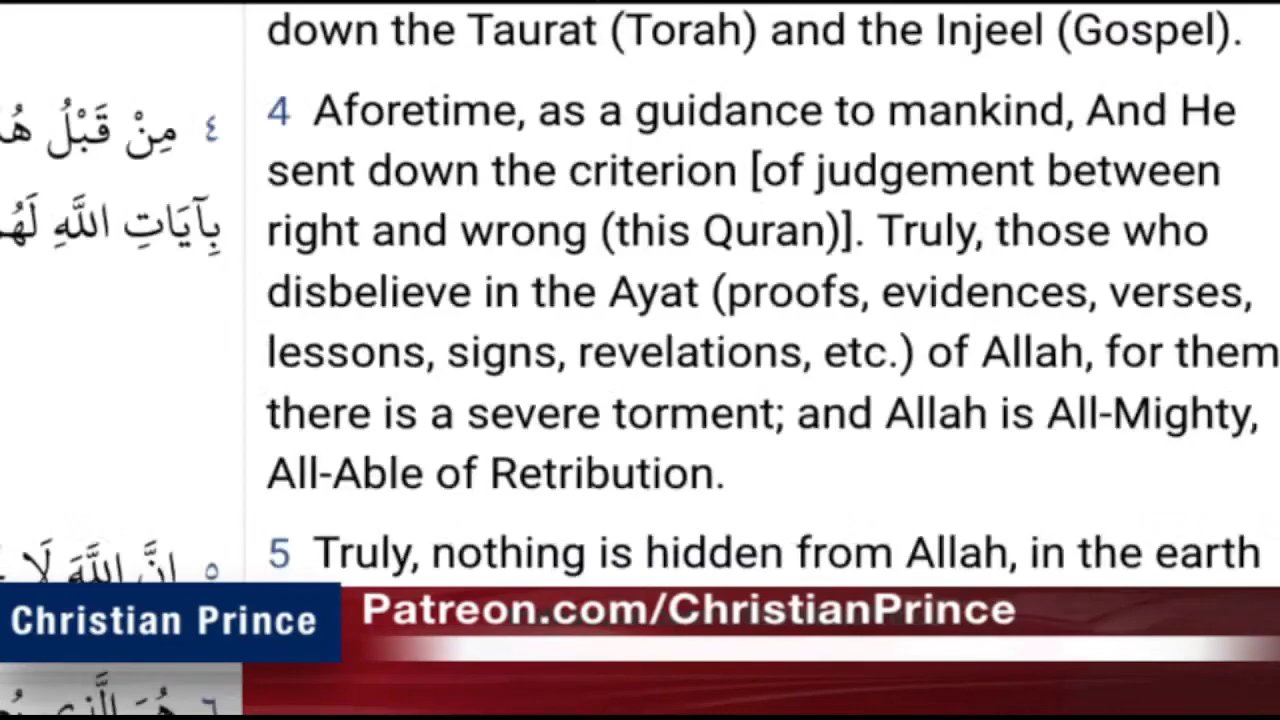 down the Taurat (Torah) and the Injeel (Gospel).
٤ مِنْ قَبْلُ
4 Aforetime, as a guidance to mankind, And He
sent down the criterion [of judgement between
بِآيَاتِ اللَّهِ
right and wrong (this Quran)]. Truly, those who
disbelieve in the Ayat (proofs, evidences, verses,
lessons, signs, revelations, etc.) of Allah, for them
there is a severe torment; and Allah is All-Mighty,
All-Able of Retribution.
٥ إِنَّ اللَّهَ لَا
5 Truly, nothing is hidden from Allah, in the earth
Christian Prince
Patreon.com/ChristianPrince
٦ هُوَ الَّذِي